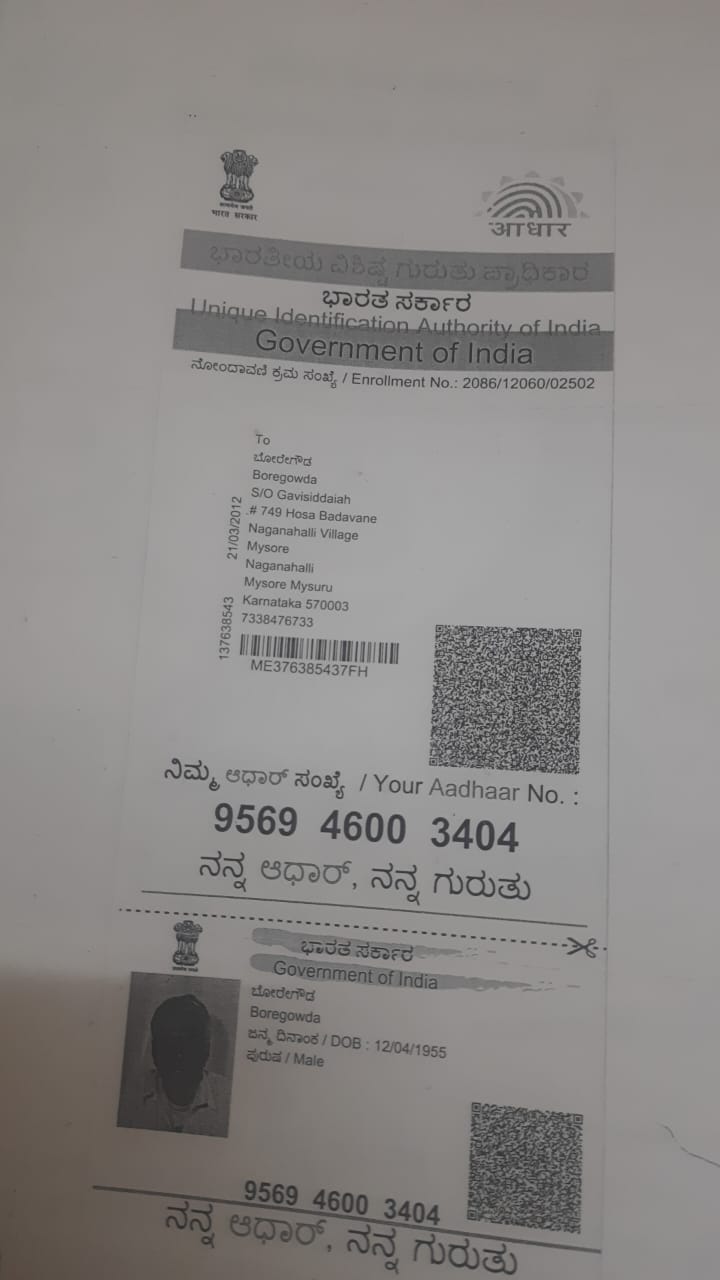 भारत सरकार
आधार
ಭಾರತೀಯ ವಿಶಿಷ್ಟ ಗುರುತು ಪ್ರಾಧಿಕಾರ
ಭಾರತ ಸರ್ಕಾರ
Unique Identification Authority of India
Government of India
ನೋಂದಾವಣಿ ಕ್ರಮ ಸಂಖ್ಯೆ / Enrollment No.: 2086/12060/02502
To
ಬೋರೇಗೌಡ
Boregowda
S/O Gavisiddaiah
# 749 Hosa Badavane
Naganahalli Village
Mysore
Naganahalli
Mysore Mysuru
Karnataka 570003
7338476733
21/03/2012
137638543
ME376385437FH
ನಿಮ್ಮ ಆಧಾರ್ ಸಂಖ್ಯೆ / Your Aadhaar No. :
9569 4600 3404
ನನ್ನ ಆಧಾರ್, ನನ್ನ ಗುರುತು
ಭಾರತ ಸರ್ಕಾರ
Government of India
ಬೋರೇಗೌಡ
Boregowda
ಜನ್ಮ ದಿನಾಂಕ / DOB : 12/04/1955
ಪುರುಷ / Male
9569 4600 3404
ನನ್ನ ಆಧಾರ್, ನನ್ನ ಗುರುತು